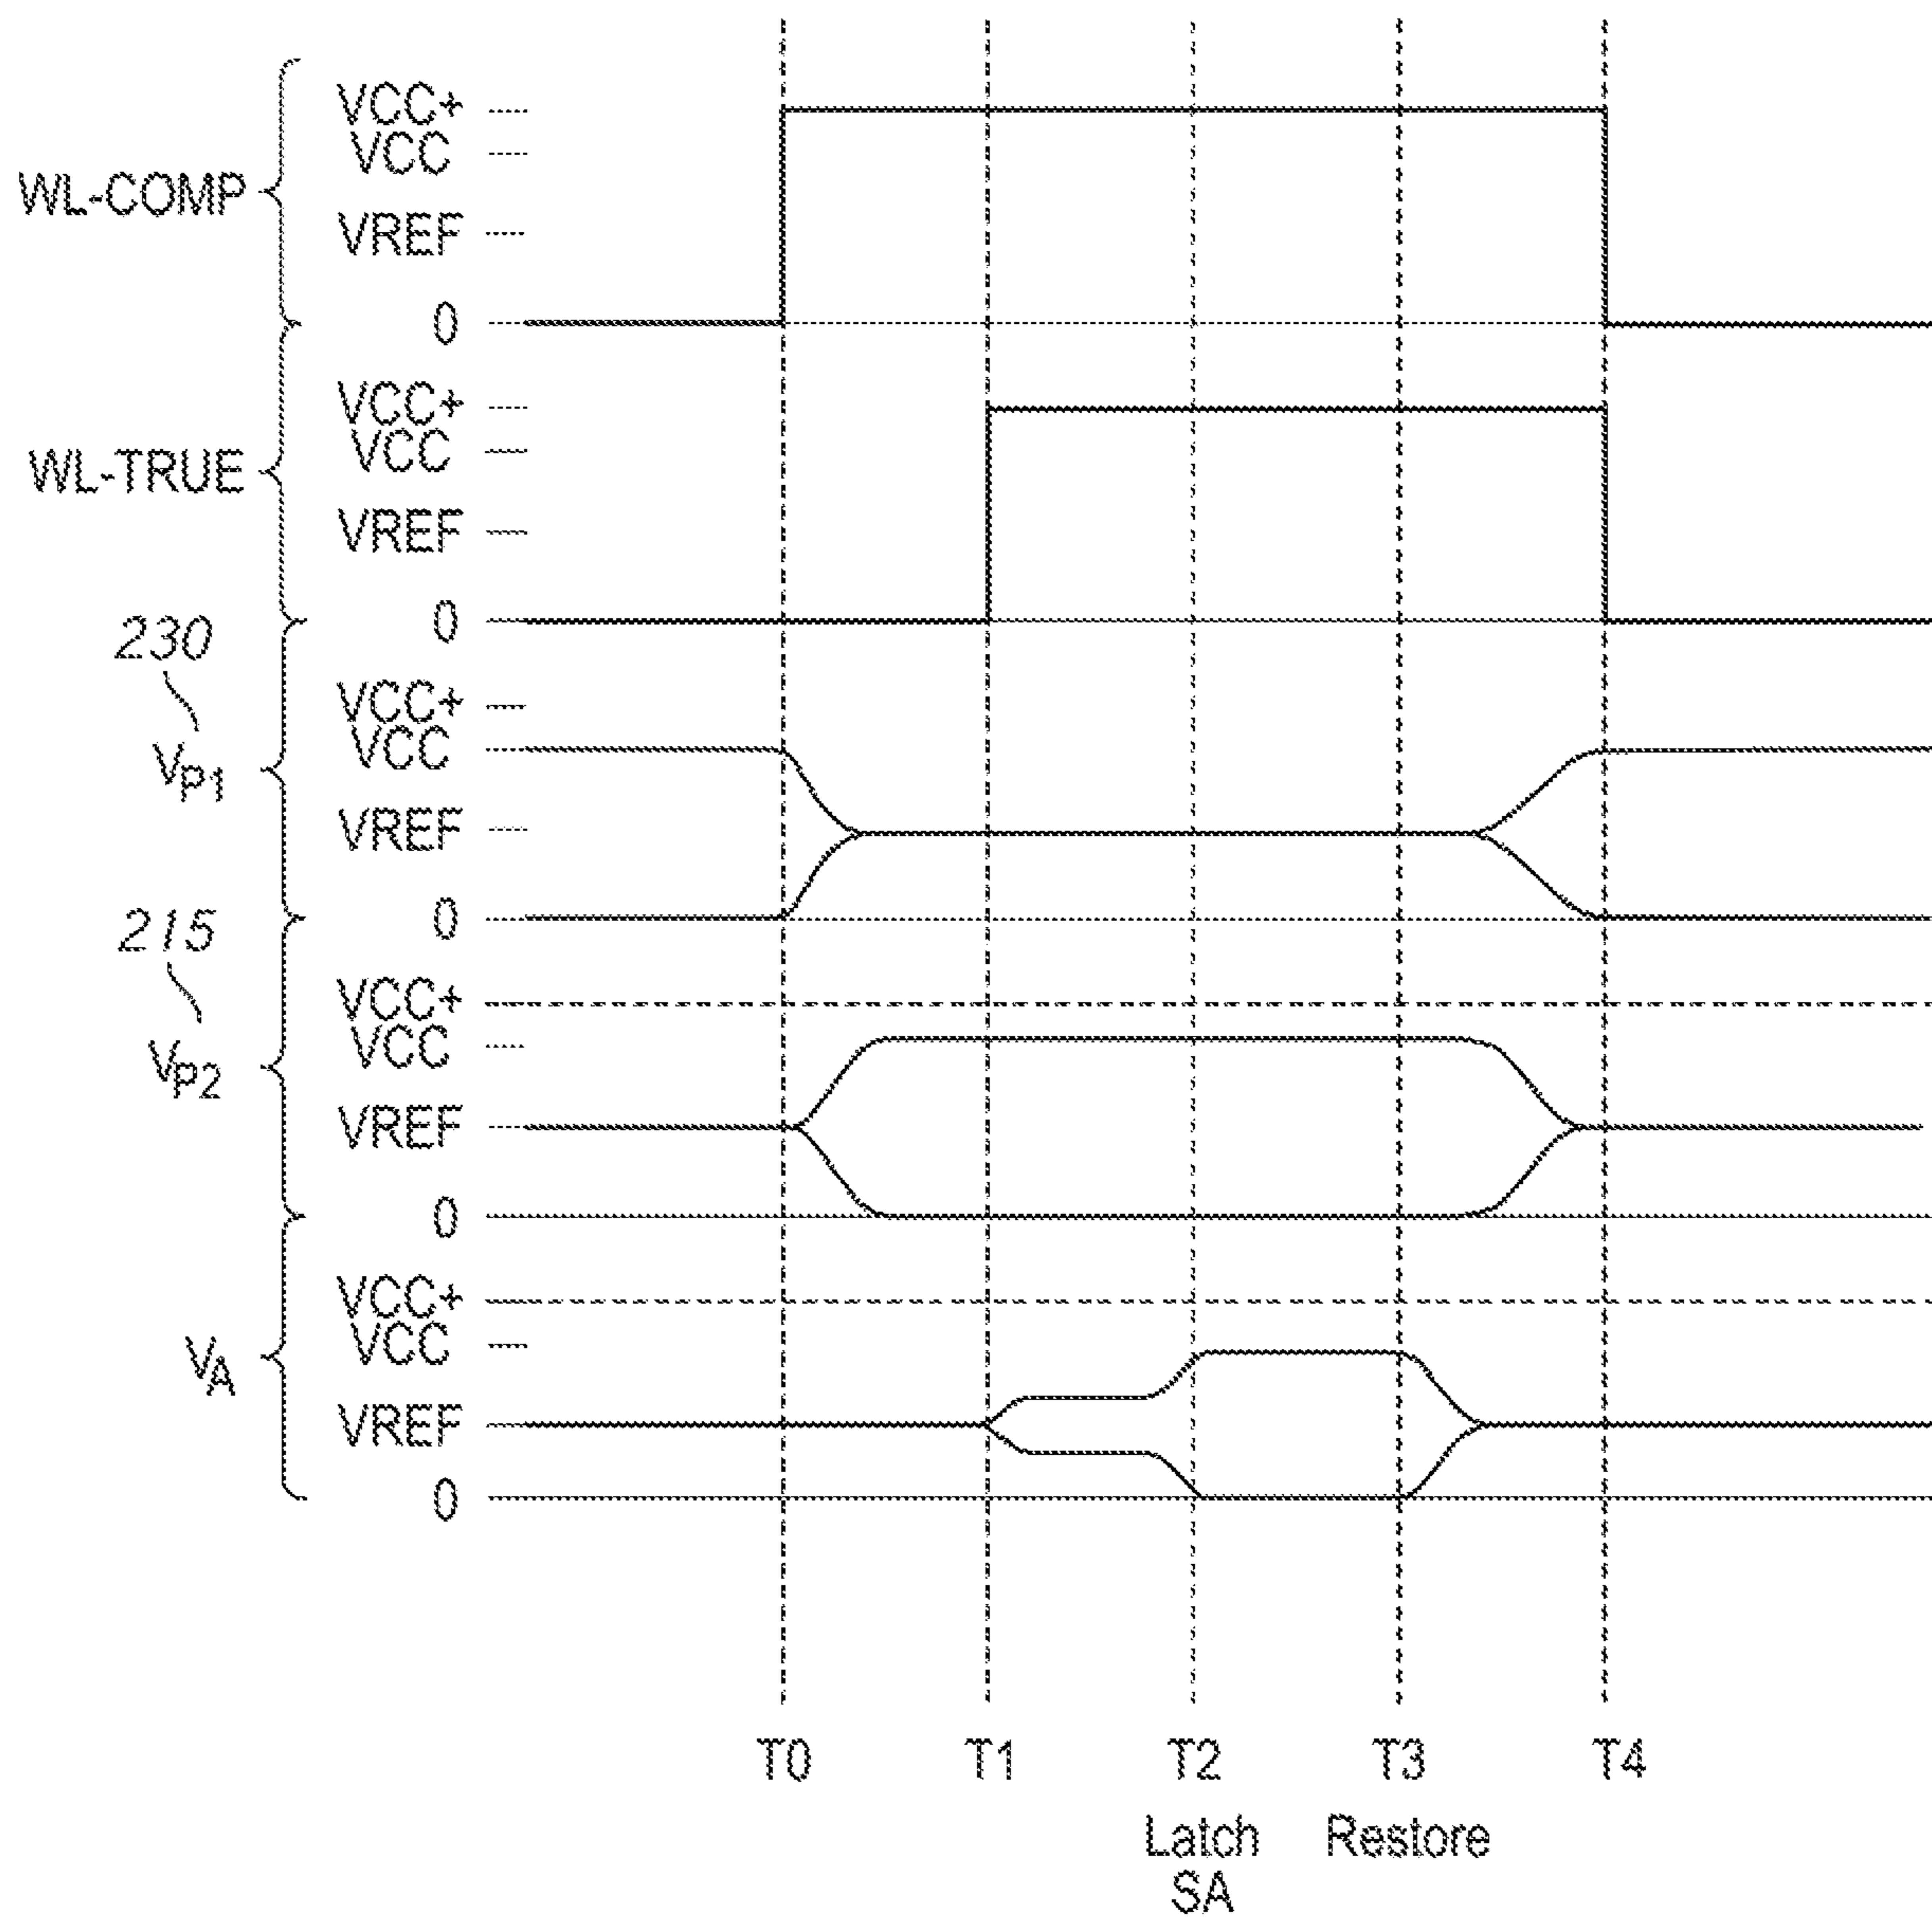 WL-COMP
VCC+
VCC
VREF
0
WL-TRUE
VCC+
VCC
VREF
0
230
VP1
VCC+
VCC
VREF
0
215
VP2
VCC+
VCC
VREF
0
VA
VCC+
VCC
VREF
0
T0 T1 T2 T3 T4
Latch Restore
SA